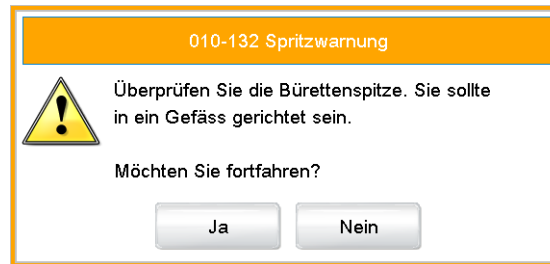 010-132 Spritzwarnung
Überprüfen Sie die Bürettenspitze. Sie sollte
in ein Gefäss gerichtet sein.
Möchten Sie fortfahren?
Ja
Nein